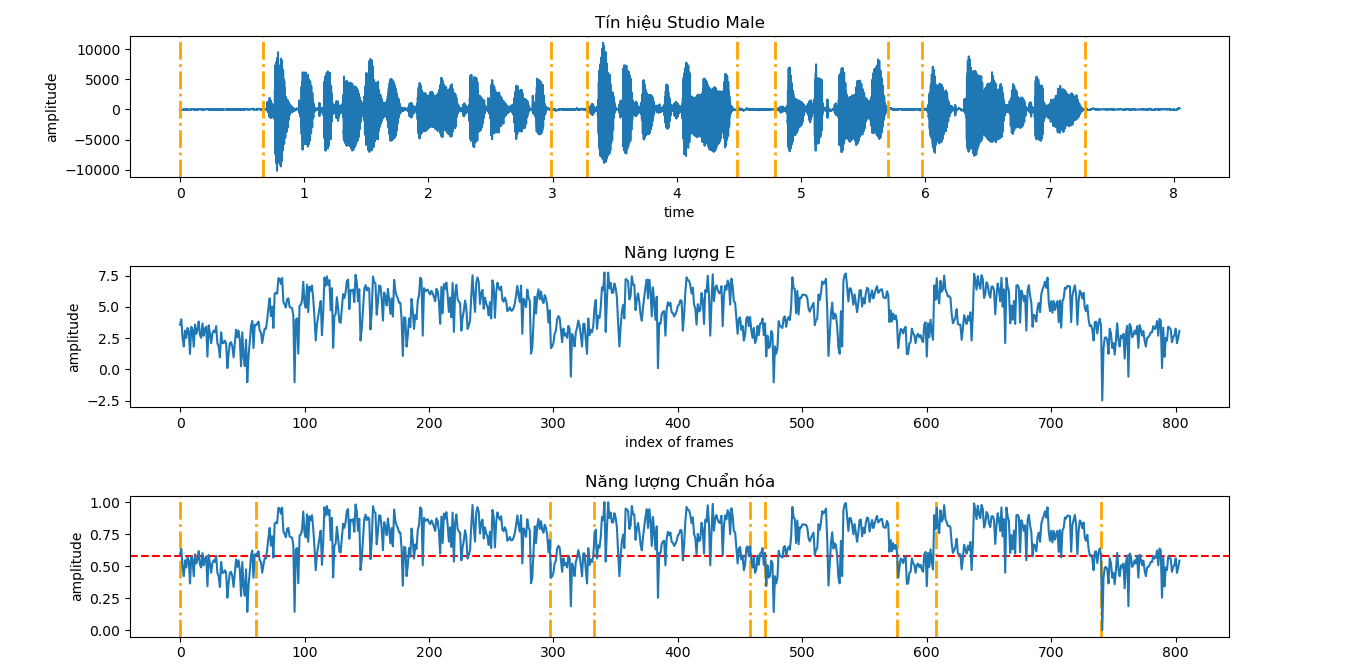 Tín hiệu Studio Male
10000
5000
0
−5000
−10000
amplitude
0 1 2 3 4 5 6 7 8
time
Năng lượng E
7.5
5.0
2.5
0.0
−2.5
amplitude
0 100 200 300 400 500 600 700 800
index of frames
Năng lượng Chuẩn hóa
1.00
0.75
0.50
0.25
0.00
amplitude
0 100 200 300 400 500 600 700 800